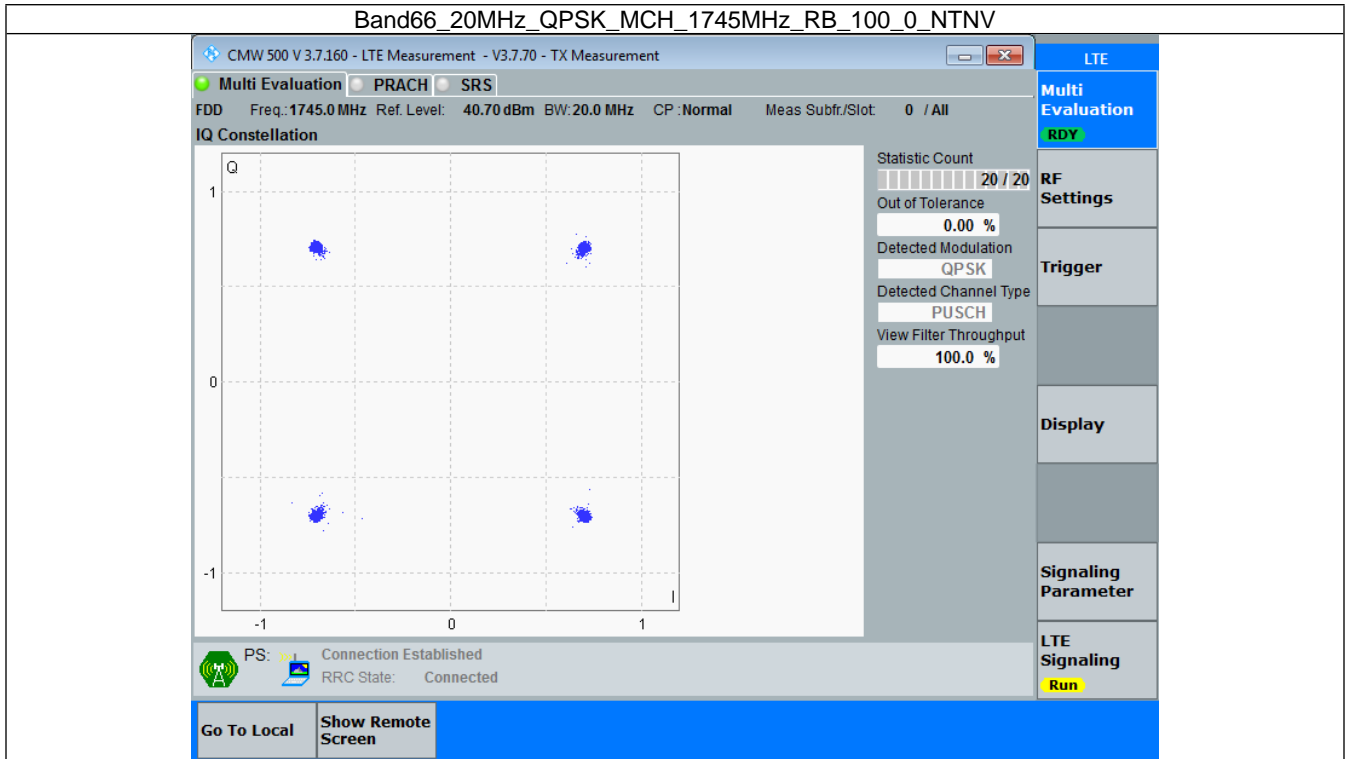 Band66_20MHz_QPSK_MCH_1745MHz_RB_100_0_NTNV
CMW 500 V 3.7.160 - LTE Measurement - V3.7.70 - TX Measurement
LTE
Multi Evaluation PRACH SRS
FDD Freq.:1745.0 MHz Ref. Level: 40.70 dBm BW:20.0 MHz CP :Normal Meas Subfr./Slot: 0 / All
IQ Constellation
Q
1
0
-1
I
-1 0 1
Statistic Count
20 / 20
Out of Tolerance
0.00 %
Detected Modulation
QPSK
Detected Channel Type
PUSCH
View Filter Throughput
100.0 %
Multi
Evaluation
RDY
RF
Settings
Trigger
Display
Signaling
Parameter
LTE
Signaling
Run
PS: Connection Established
RRC State: Connected
Go To Local
Show Remote
Screen